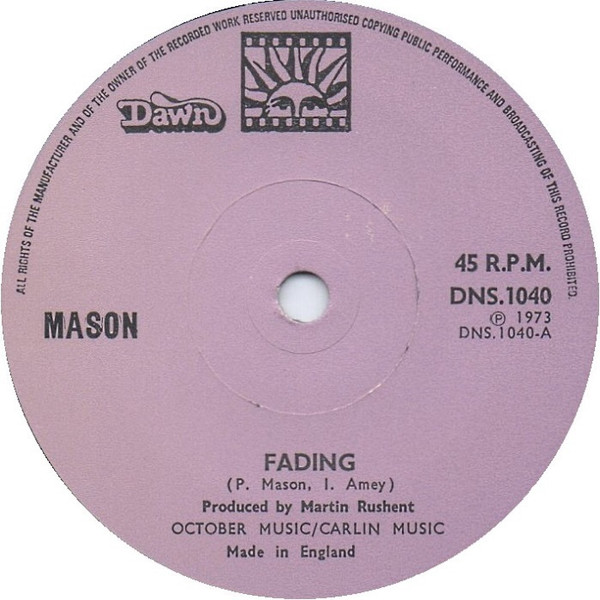 ALL RIGHTS OF THE MANUFACTURER AND OF THE OWNER OF THE RECORDED WORK RESERVED UNAUTHORISED COPYING PUBLIC PERFORMANCE AND BROADCASTING OF THIS RECORD PROHIBITED.
Dawn
45 R.P.M.
DNS.1040
MASON
Ⓟ 1973
DNS.1040-A
FADING
(P. Mason, I. Amey)
Produced by Martin Rushent
OCTOBER MUSIC/CARLIN MUSIC
Made in England